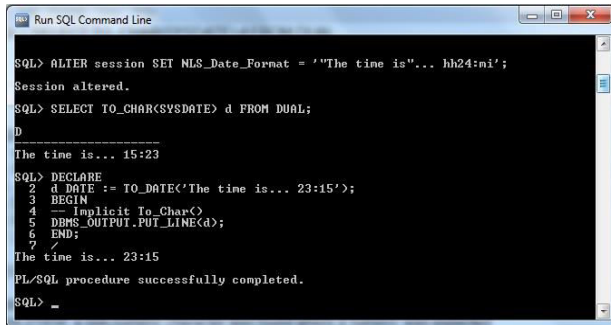 Run SQL Command Line
SQL> ALTER session SET NLS_Date_Format = '"The time is"... hh24:mi';
Session altered.
SQL> SELECT TO_CHAR(SYSDATE) d FROM DUAL;
D
--------------------
The time is... 15:23
SQL> DECLARE
2 d DATE := TO_DATE('The time is... 23:15');
3 BEGIN
4 -- Implicit To_Char()
5 DBMS_OUTPUT.PUT_LINE(d);
6 END;
7 /
The time is... 23:15
PL/SQL procedure successfully completed.
SQL> _